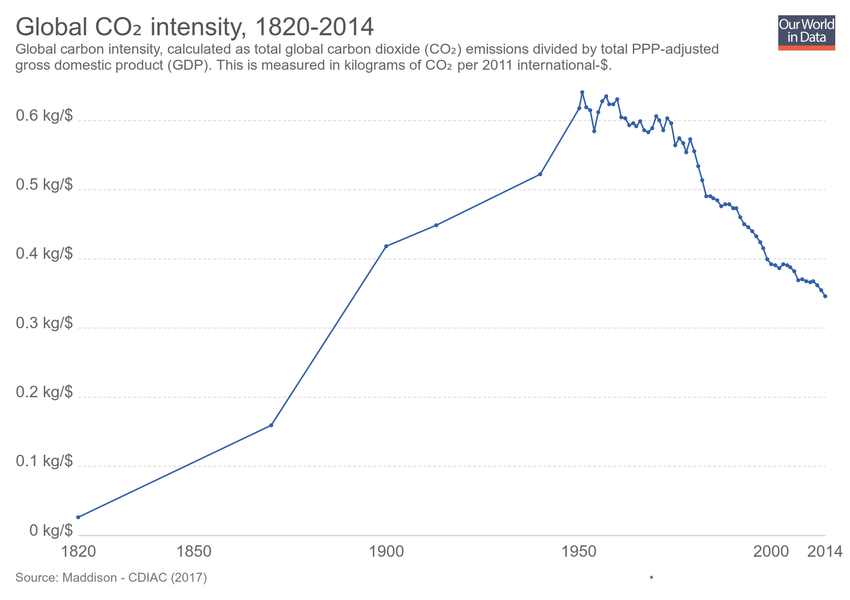 Global CO₂ intensity, 1820-2014
Our World
in Data
Global carbon intensity, calculated as total global carbon dioxide (CO₂) emissions divided by total PPP-adjusted
gross domestic product (GDP). This is measured in kilograms of CO₂ per 2011 international-$.
0.6 kg/$
0.5 kg/$
0.4 kg/$
0.3 kg/$
0.2 kg/$
0.1 kg/$
0 kg/$
1820 1850 1900 1950 2000 2014
Source: Maddison - CDIAC (2017)